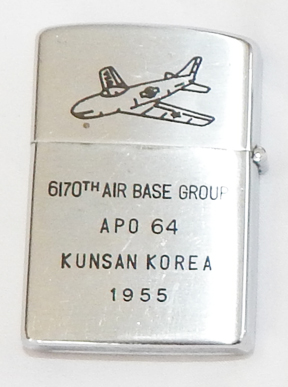 6170TH AIR BASE GROUP
APO 64
KUNSAN KOREA
1955